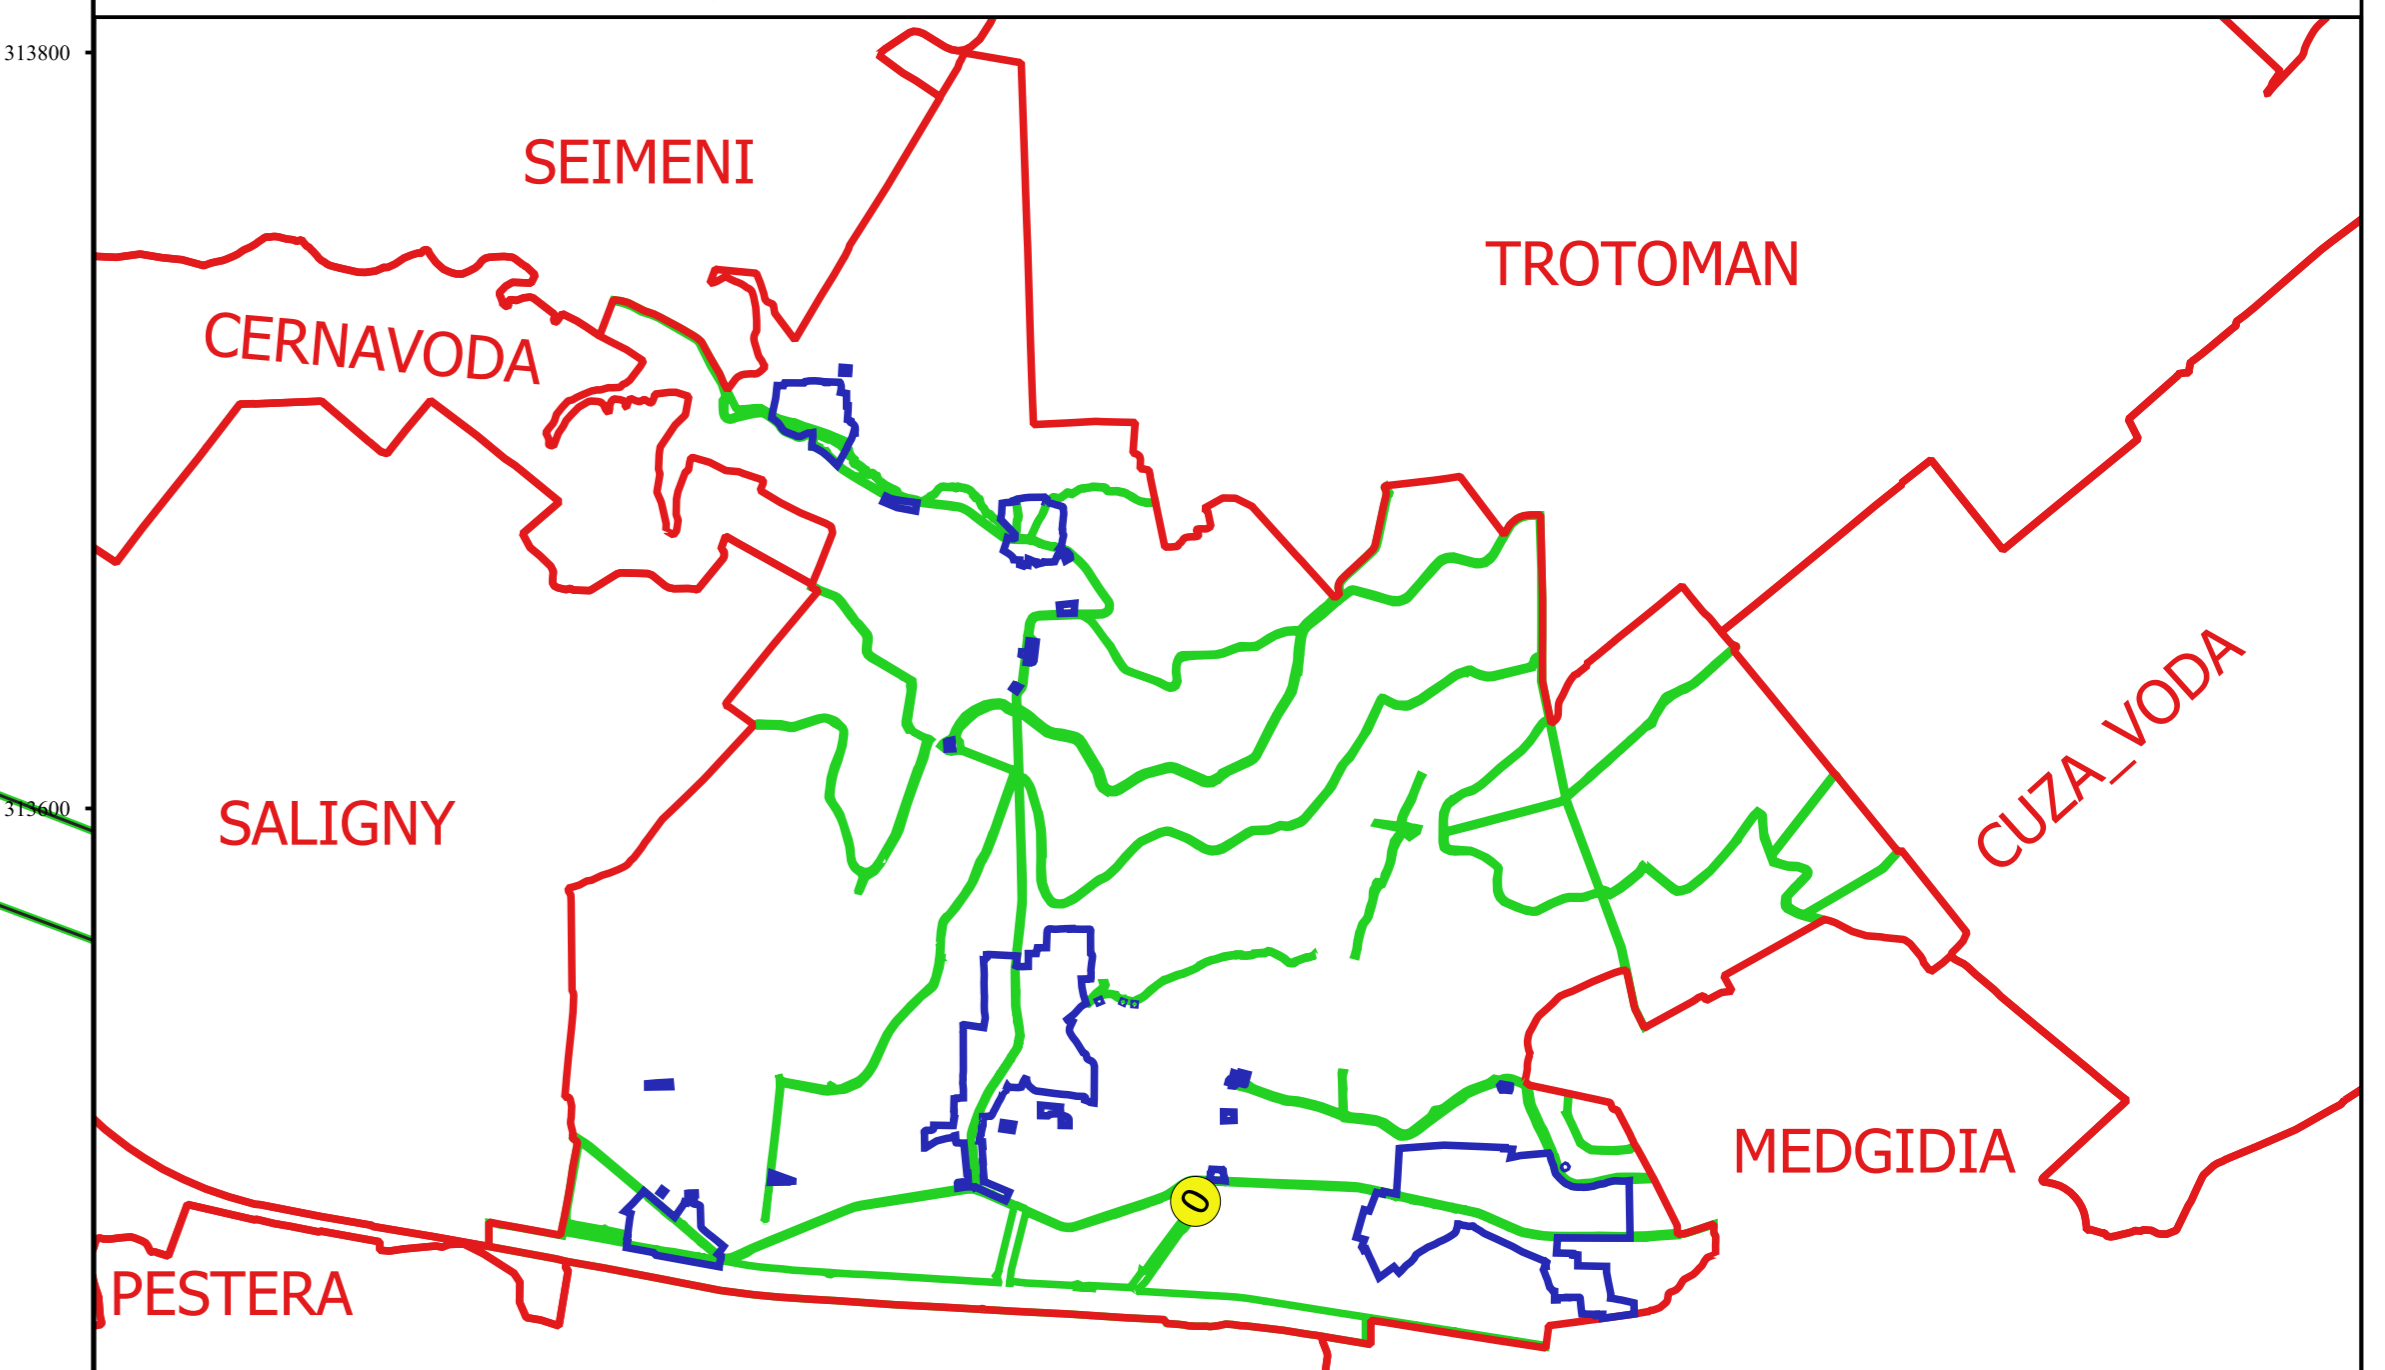 313800
SEIMENI
TROTOMAN
CERNAVODA
CUZA_VODA
313600
SALIGNY
MEDGIDIA
0
PESTERA